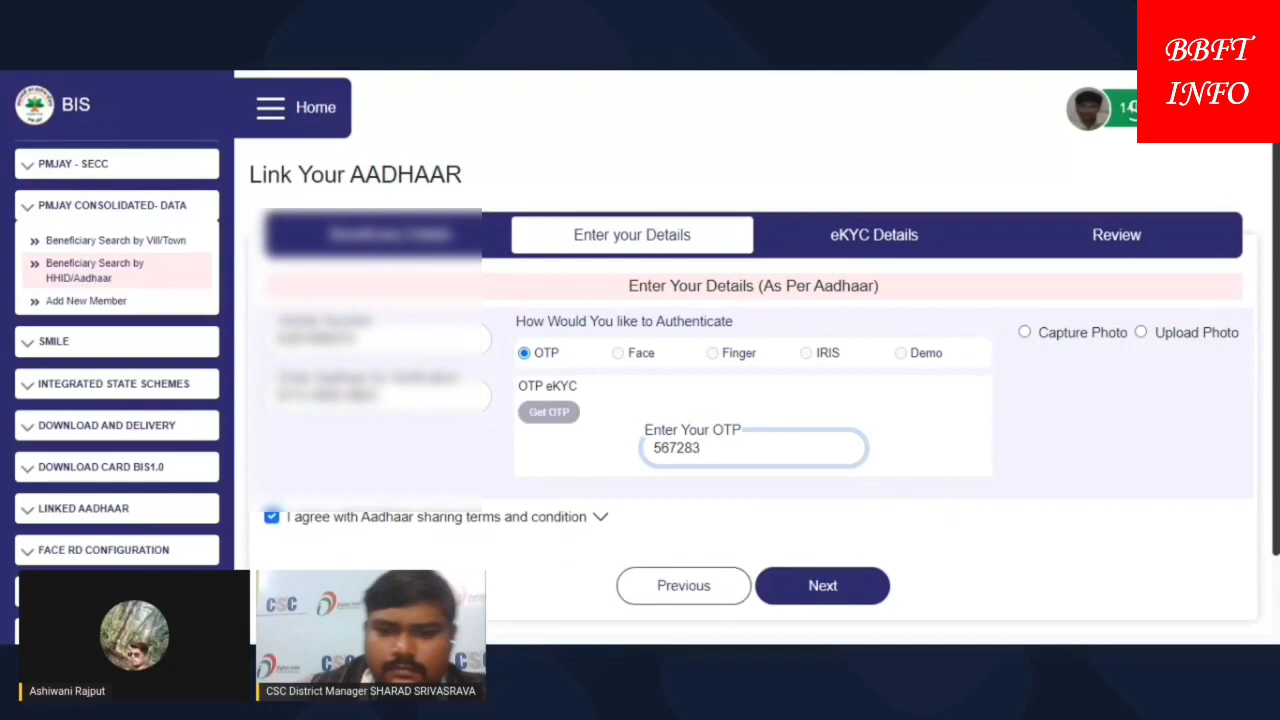 BBFT
INFO
BIS
Home
Link Your AADHAAR
PMJAY - SECC
PMJAY CONSOLIDATED- DATA
Beneficiary Search by Vill/Town
Beneficiary Search by
HHID/Aadhaar
Add New Member
SMILE
INTEGRATED STATE SCHEMES
DOWNLOAD AND DELIVERY
DOWNLOAD CARD BIS1.0
LINKED AADHAAR
FACE RD CONFIGURATION
Enter your Details
eKYC Details
Review
Enter Your Details (As Per Aadhaar)
How Would You like to Authenticate
OTP
Face
Finger
IRIS
Demo
Capture Photo
Upload Photo
OTP eKYC
Get OTP
Enter Your OTP
567283
I agree with Aadhaar sharing terms and condition
Previous
Next
CSC
CSC
CSC
Ashiwani Rajput
CSC District Manager SHARAD SRIVASRAVA